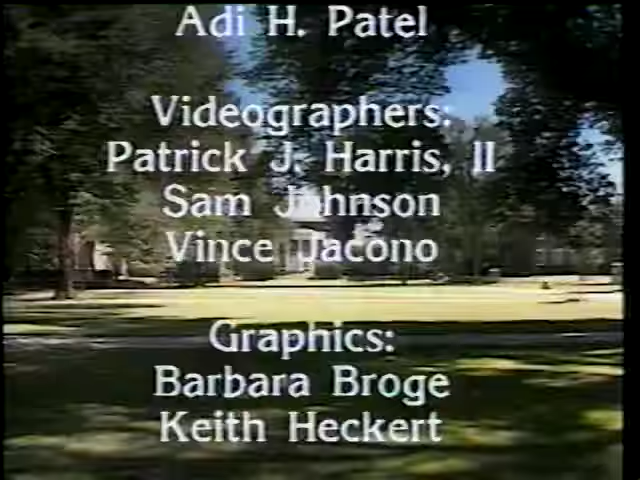 Adi H. Patel
Videographers:
Patrick J. Harris, II
Sam Johnson
Vince Jacono
Graphics:
Barbara Broge
Keith Heckert